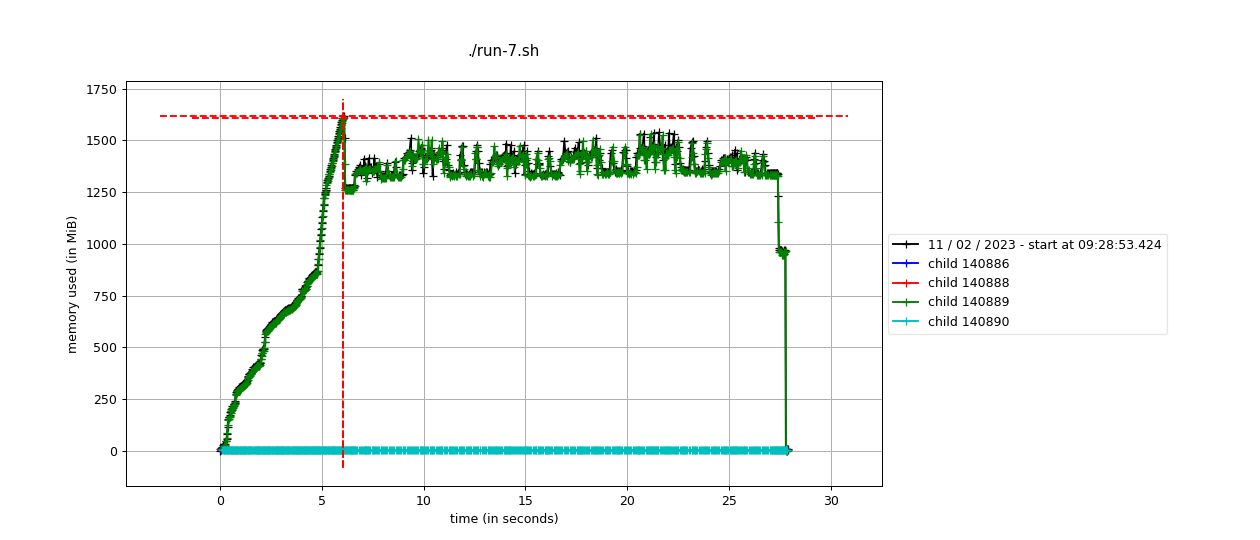 ./run-7.sh
1750
1500
1250
1000
750
500
250
0
memory used (in MiB)
0 5 10 15 20 25 30
time (in seconds)
11 / 02 / 2023 - start at 09:28:53.424
child 140886
child 140888
child 140889
child 140890